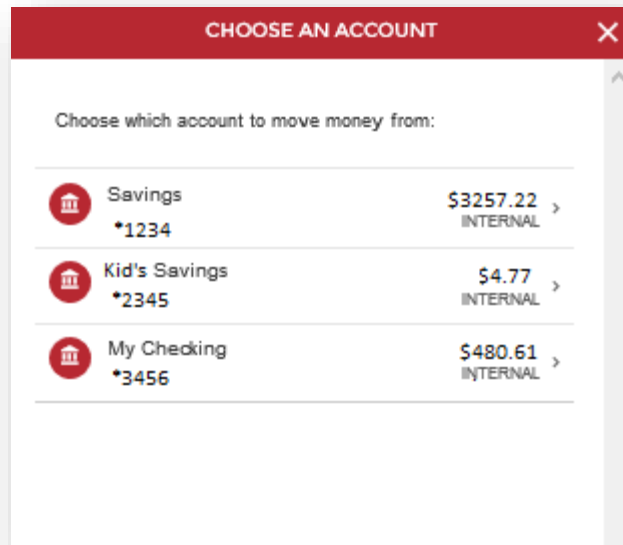 CHOOSE AN ACCOUNT
Choose which account to move money from:
Savings $3257.22
*1234 INTERNAL
Kid's Savings $4.77
*2345 INTERNAL
My Checking $480.61
*3456 INTERNAL